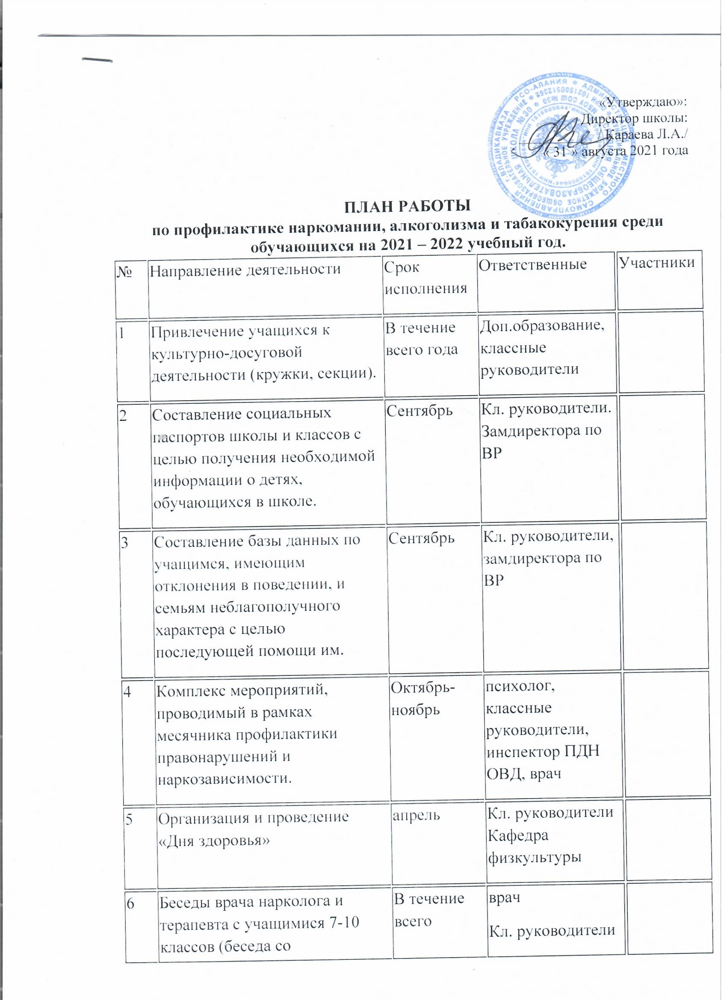 «Утверждаю»:
Директор школы:
/ Караева Л.А./
« 31 » августа 2021 года
ПЛАН РАБОТЫ
по профилактике наркомании, алкоголизма и табакокурения среди
обучающихся на 2021 – 2022 учебный год.
№ Направление деятельности Срок исполнения Ответственные Участники
1 Привлечение учащихся к
культурно-досуговой
деятельности (кружки, секции).
В течение
всего года
Доп.образование,
классные
руководители
2 Составление социальных
паспортов школы и классов с
целью получения необходимой
информации о детях,
обучающихся в школе.
Сентябрь
Кл. руководители.
Замдиректора по
ВР
3 Составление базы данных по
учащимся, имеющим
отклонения в поведении, и
семьям неблагополучного
характера с целью
последующей помощи им.
Сентябрь
Кл. руководители,
замдиректора по
ВР
4 Комплекс мероприятий,
проводимый в рамках
месячника профилактики
правонарушений и
наркозависимости.
Октябрь-
ноябрь
психолог,
классные
руководители,
инспектор ПДН
ОВД, врач
5 Организация и проведение
«Дня здоровья»
апрель
Кл. руководители
Кафедра
физкультуры
6 Беседы врача нарколога и
терапевта с учащимися 7-10
классов (беседа со
В течение
всего
врач
Кл. руководители